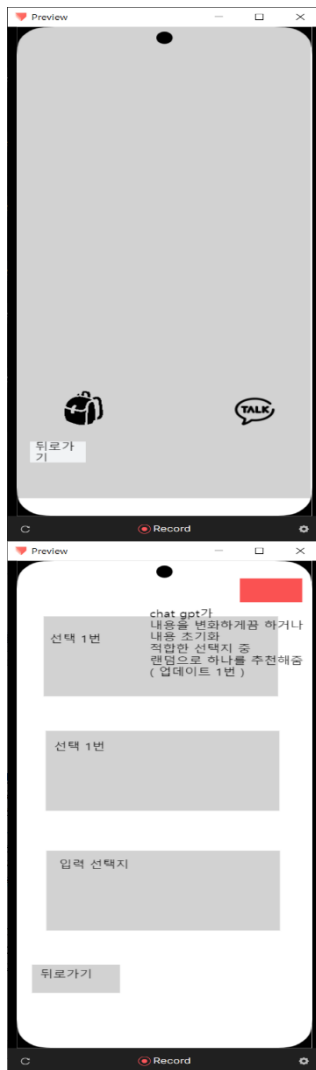 Preview
TALK
뒤로가
기
Record
Preview
chat gpt가
내용을 변화하게끔 하거나
내용 초기화
적합한 선택지 중
랜덤으로 하나를 추천해줌
( 업데이트 1번 )
선택 1번
선택 1번
입력 선택지
뒤로가기
Record